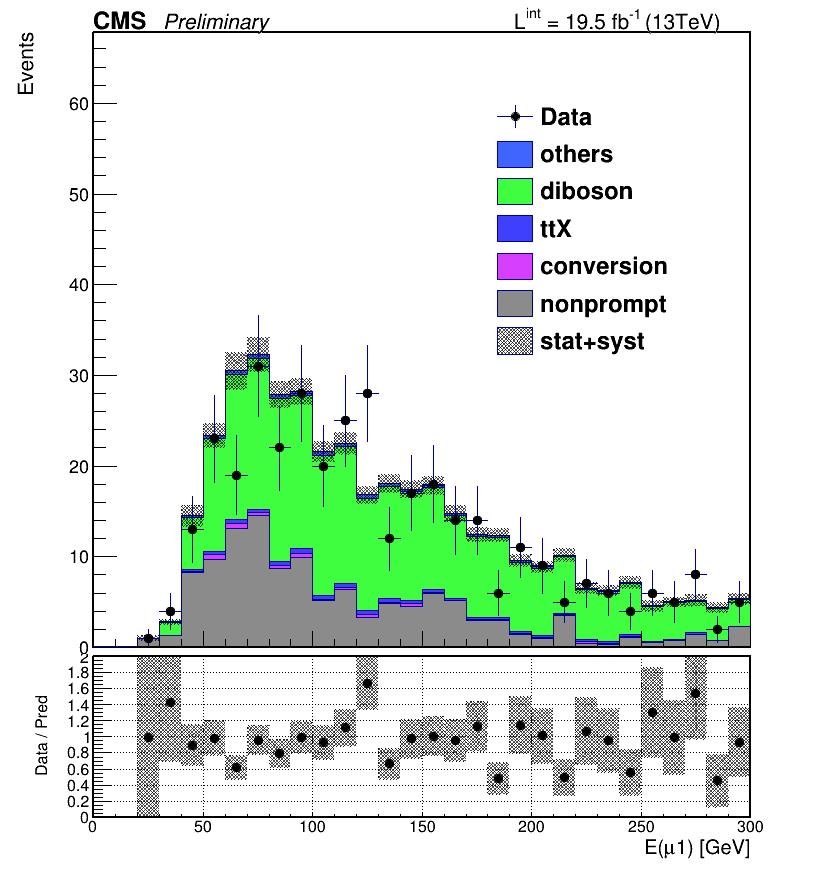 CMS Preliminary L^int = 19.5 fb^-1 (13TeV)
Events
60
50
40
30
20
10
0
Data
others
diboson
ttX
conversion
nonprompt
stat+syst
Data / Pred
2
1.8
1.6
1.4
1.2
1
0.8
0.6
0.4
0.2
0
0 50 100 150 200 250 300
E(μ1) [GeV]